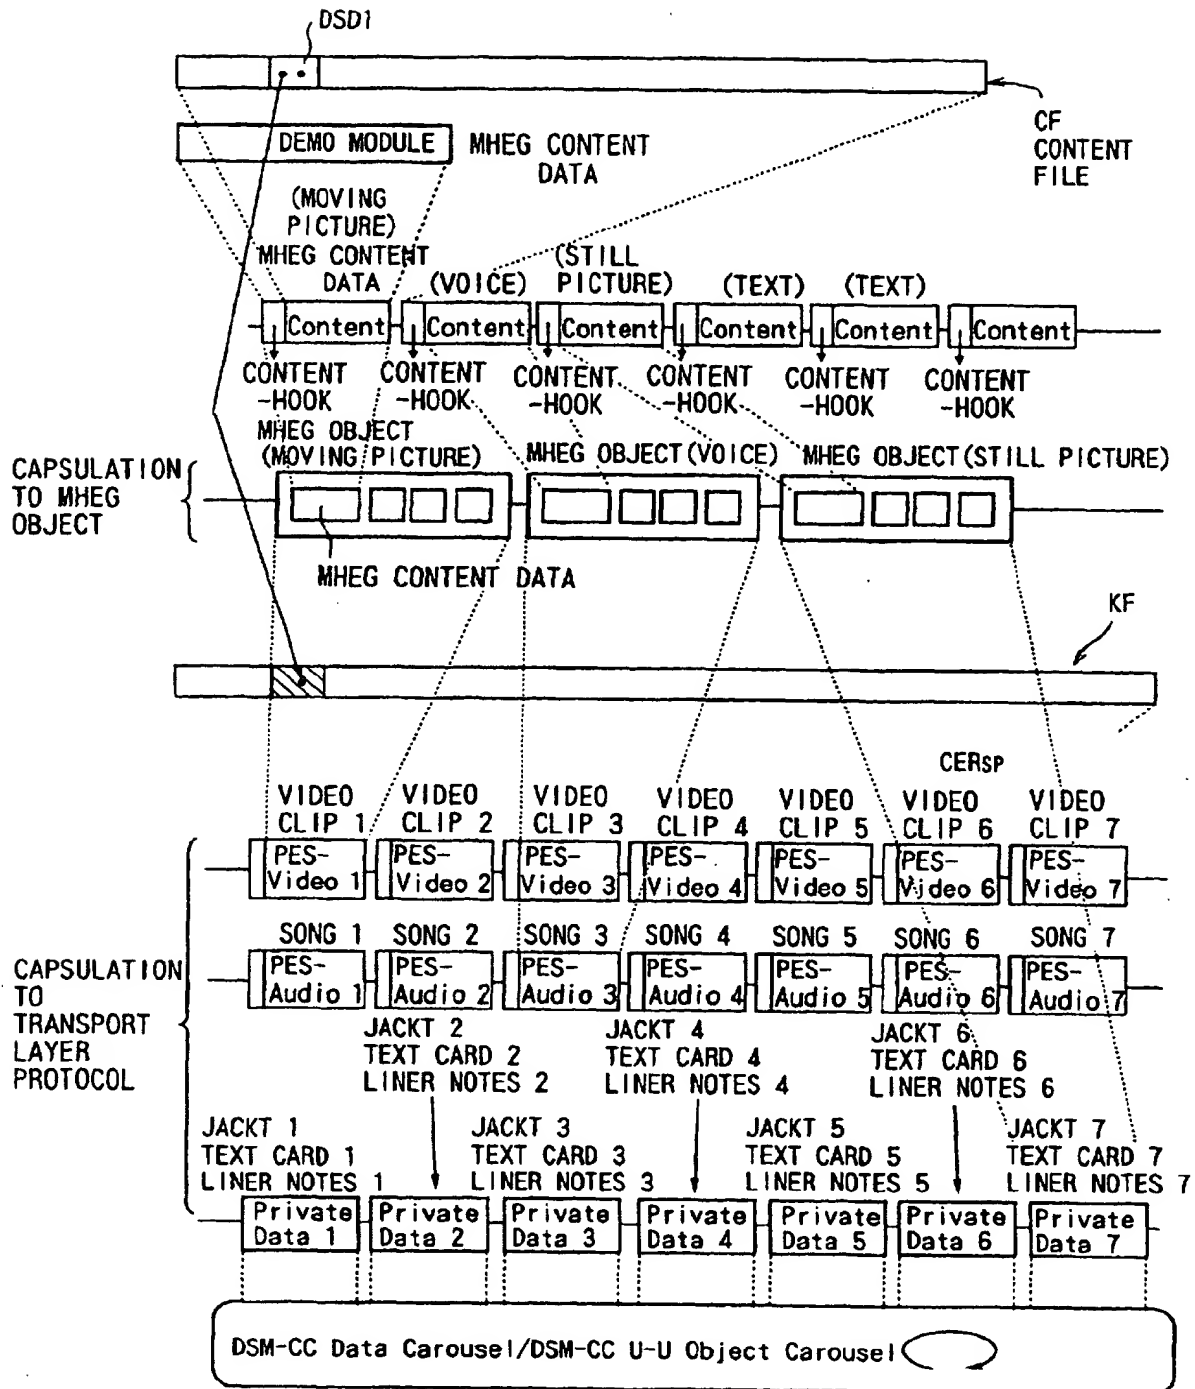 DSD1
CF
CONTENT
FILE
DEMO MODULE
MHEG CONTENT
DATA
(MOVING
PICTURE)
MHEG CONTENT
DATA
(VOICE)
(STILL
PICTURE)
(TEXT)
(TEXT)
Content Content Content Content Content Content
CONTENT
-HOOK
CONTENT
-HOOK
CONTENT
-HOOK
CONTENT
-HOOK
CONTENT
-HOOK
CONTENT
-HOOK
CAPSULATION
TO MHEG
OBJECT
MHEG OBJECT
(MOVING PICTURE)
MHEG OBJECT(VOICE)
MHEG OBJECT(STILL PICTURE)
MHEG CONTENT DATA
KF
CERSP
VIDEO
CLIP 1
VIDEO
CLIP 2
VIDEO
CLIP 3
VIDEO
CLIP 4
VIDEO
CLIP 5
VIDEO
CLIP 6
VIDEO
CLIP 7
PES-
Video 1
PES-
Video 2
PES-
Video 3
PES-
Video 4
PES-
Video 5
PES-
Video 6
PES-
Video 7
CAPSULATION
TO
TRANSPORT
LAYER
PROTOCOL
SONG 1 SONG 2 SONG 3 SONG 4 SONG 5 SONG 6 SONG 7
PES-
Audio 1
PES-
Audio 2
PES-
Audio 3
PES-
Audio 4
PES-
Audio 5
PES-
Audio 6
PES-
Audio 7
JACKT 2
TEXT CARD 2
LINER NOTES 2
JACKT 4
TEXT CARD 4
LINER NOTES 4
JACKT 6
TEXT CARD 6
LINER NOTES 6
JACKT 1
TEXT CARD 1
LINER NOTES 1
JACKT 3
TEXT CARD 3
LINER NOTES 3
JACKT 5
TEXT CARD 5
LINER NOTES 5
JACKT 7
TEXT CARD 7
LINER NOTES 7
Private
Data 1
Private
Data 2
Private
Data 3
Private
Data 4
Private
Data 5
Private
Data 6
Private
Data 7
DSM-CC Data Carousel/DSM-CC U-U Object Carousel